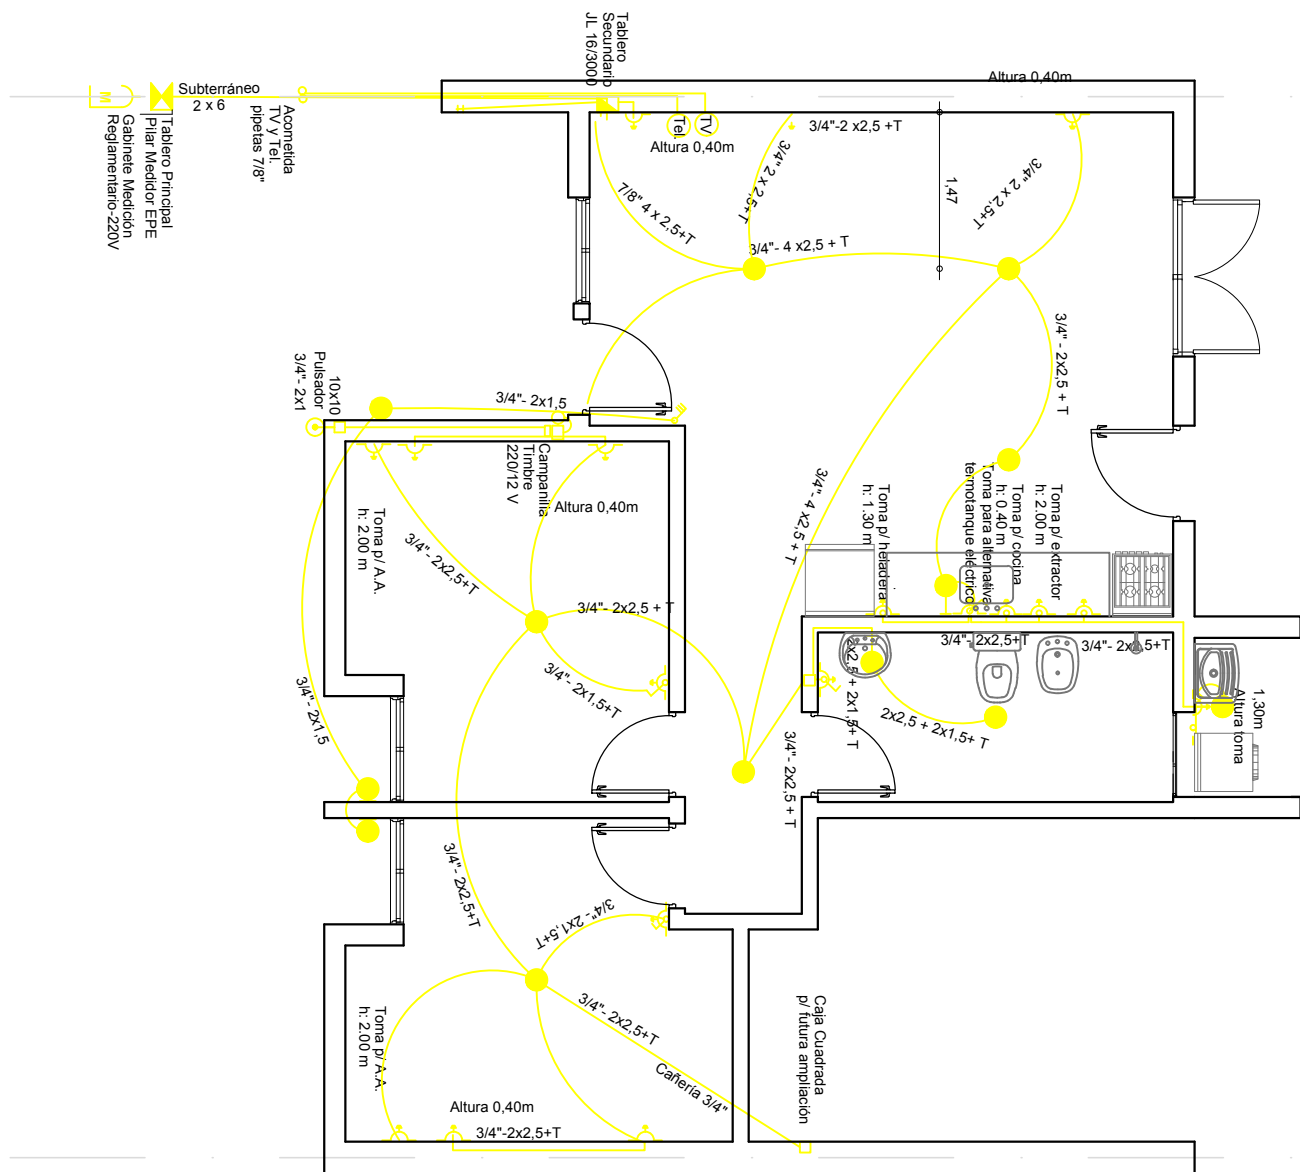 Tablero
Secundario
JL 16/3000
Altura 0,40m
Subterráneo
2 x 6
M
Acometida
TV y Tel.
pipetas 7/8"
Tablero Principal
Pilar Medidor EPE
Gabinete Medición
Reglamentario-220V
Tel.
TV
Altura 0,40m
3/4"-2 x2,5 +T
3/4" 2 x 2,5+T
7/8" 4 x 2,5+T
1,47
3/4" 2 x 2,5+T
3/4"- 4 x2,5 + T
3/4" - 2x2,5 + T
10x10
Pulsador
3/4"- 2x1
3/4"- 2x1,5
Campanilla
Timbre
220/12 V
Altura 0,40m
Toma p/ A.A.
h: 2.00 m
3/4"- 2x2,5+T
3/4"- 4 x2,5 + T
Toma p/ heladera
h: 1.30 m
Toma p/ extractor
h: 2.00 m
Toma p/ cocina
h: 0.40 m
Toma para alternativa
termotanque eléctrico
3/4"- 2x2,5 + T
3/4"- 2x1,5+T
3/4"- 2x2,5+T
3/4"- 2x2,5+T
2x2,5 + 2x1,5+ T
2x2,5 + 2x1,5+ T
1,30m
Altura toma
3/4"- 2x1,5
3/4"- 2x2,5 + T
3/4"- 2x2,5+T
3/4"- 2x1,5+T
3/4"- 2x2,5+T
Cañería 3/4"
Caja Cuadrada
p/ futura ampliación
Toma p/ A.A.
h: 2.00 m
Altura 0,40m
3/4"-2x2,5+T